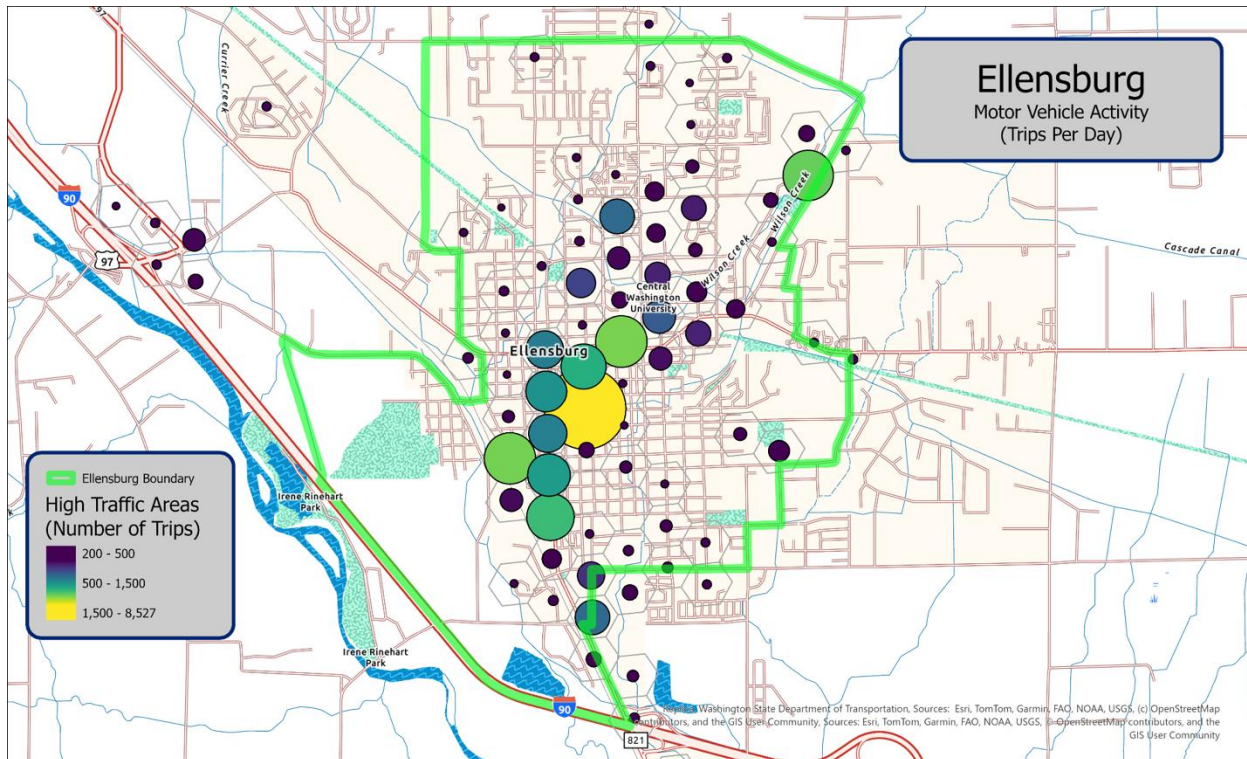 97
Currier Creek
Ellensburg
Motor Vehicle Activity
(Trips Per Day)
90
97
Wilson Creek
Wilson Creek
Cascade Canal
Central
Washington
University
Ellensburg
Ellensburg Boundary
High Traffic Areas
(Number of Trips)
200 - 500
500 - 1,500
1,500 - 8,527
Irene Rinehart
Park
Irene Rinehart
Park
90
821
Washington State Department of Transportation, Sources: Esri, TomTom, Garmin, FAO, NOAA, USGS, (c) OpenStreetMap
contributors, and the GIS User Community, Sources: Esri, TomTom, Garmin, FAO, NOAA, USGS, © OpenStreetMap contributors, and the
GIS User Community